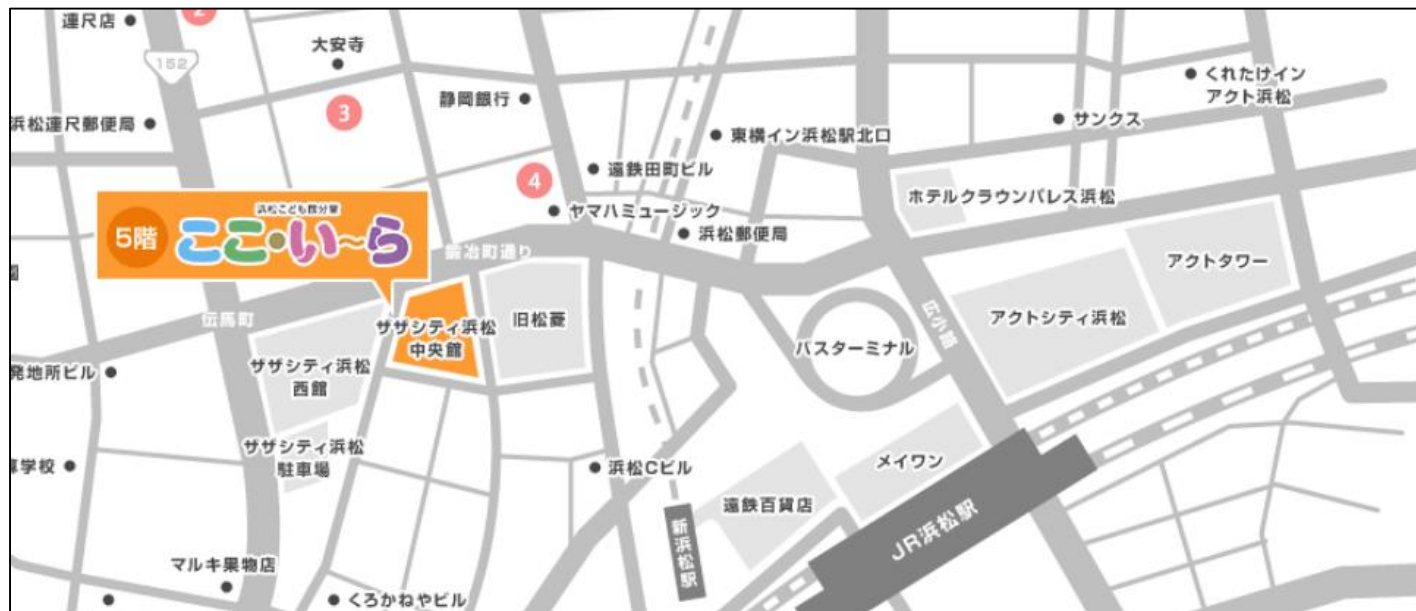 2
連尺店
152
大安寺
3
静岡銀行
浜松連尺郵便局
くれたけイン
アクト浜松
サンクス
東横イン浜松駅北口
遠鉄田町ビル
4
ヤマハミュージック
ホテルクラウンパレス浜松
浜松郵便局
浜松こども館分室
5階
ここ・い〜ら
鍛冶町通り
アクトタワー
伝馬町
ザザシティ浜松
中央館
旧松菱
アクトシティ浜松
広小路
バスターミナル
発地所ビル
ザザシティ浜松
西館
ザザシティ浜松
駐車場
学校
浜松Cビル
メイワン
遠鉄百貨店
新浜松駅
JR浜松駅
マルキ果物店
くろかねやビル